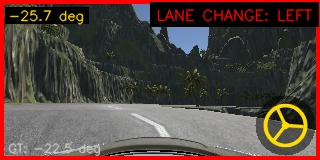 −25.7 deg
LANE CHANGE: LEFT
GT: −22.5 deg